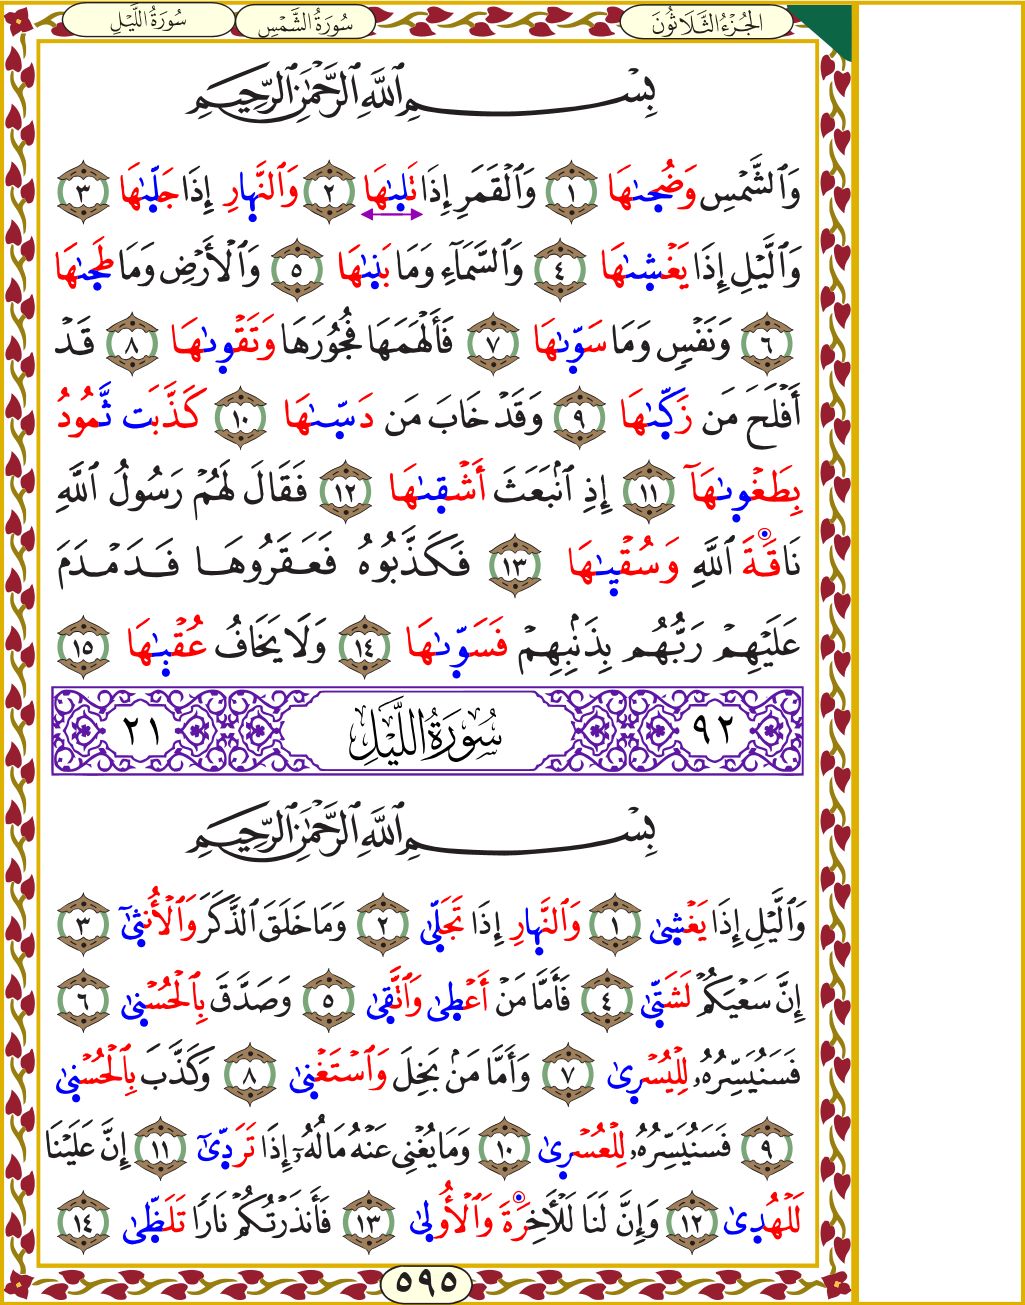 الجُزْءُ الثَّلَاثُونَ سُورَةُ الشَّمْسِ سُورَةُ اللَّيْلِ
بِسْمِ ٱللَّهِ ٱلرَّحْمَٰنِ ٱلرَّحِيمِ
وَٱلشَّمْسِ وَضُحَىٰهَا ١ وَٱلْقَمَرِ إِذَا تَلَىٰهَا ٢ وَٱلنَّهَارِ إِذَا جَلَّىٰهَا ٣
وَٱلَّيْلِ إِذَا يَغْشَىٰهَا ٤ وَٱلسَّمَآءِ وَمَا بَنَىٰهَا ٥ وَٱلْأَرْضِ وَمَا طَحَىٰهَا
٦ وَنَفْسٍ وَمَا سَوَّىٰهَا ٧ فَأَلْهَمَهَا فُجُورَهَا وَتَقْوَىٰهَا ٨ قَدْ
أَفْلَحَ مَن زَكَّىٰهَا ٩ وَقَدْ خَابَ مَن دَسَّىٰهَا ١٠ كَذَّبَت ثَّمُودُ
بِطَغْوَىٰهَآ ١١ إِذِ ٱنۢبَعَثَ أَشْقَىٰهَا ١٢ فَقَالَ لَهُمْ رَسُولُ ٱللَّهِ
نَاقَةَ ٱللَّهِ وَسُقْيَىٰهَا ١٣ فَكَذَّبُوهُ فَعَقَرُوهَا فَدَمْدَمَ
عَلَيْهِمْ رَبُّهُم بِذَنۢبِهِمْ فَسَوَّىٰهَا ١٤ وَلَا يَخَافُ عُقْبَىٰهَا ١٥
٩٢ سُورَةُ اللَّيْلِ ٢١
بِسْمِ ٱللَّهِ ٱلرَّحْمَٰنِ ٱلرَّحِيمِ
وَٱلَّيْلِ إِذَا يَغْشَىٰ ١ وَٱلنَّهَارِ إِذَا تَجَلَّىٰ ٢ وَمَا خَلَقَ ٱلذَّكَرَ وَٱلْأُنثَىٰٓ ٣
إِنَّ سَعْيَكُمْ لَشَتَّىٰ ٤ فَأَمَّا مَنْ أَعْطَىٰ وَٱتَّقَىٰ ٥ وَصَدَّقَ بِٱلْحُسْنَىٰ ٦
فَسَنُيَسِّرُهُۥ لِلْيُسْرَىٰ ٧ وَأَمَّا مَنۢ بَخِلَ وَٱسْتَغْنَىٰ ٨ وَكَذَّبَ بِٱلْحُسْنَىٰ
٩ فَسَنُيَسِّرُهُۥ لِلْعُسْرَىٰ ١٠ وَمَا يُغْنِى عَنْهُ مَالُهُۥٓ إِذَا تَرَدَّىٰٓ ١١ إِنَّ عَلَيْنَا
لَلْهُدَىٰ ١٢ وَإِنَّ لَنَا لَلْأَخِرَةَ وَٱلْأُولَىٰ ١٣ فَأَنذَرْتُكُمْ نَارًا تَلَظَّىٰ ١٤
٥٩٥